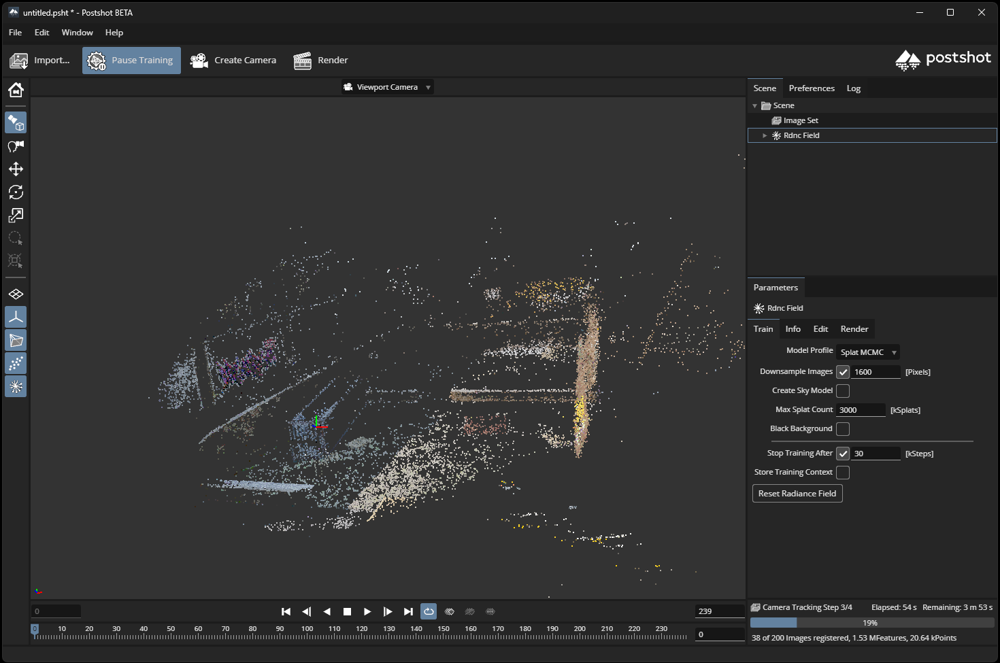 untitled.psht * - Postshot BETA
File Edit Window Help
Import... Pause Training Create Camera Render postshot
Viewport Camera
Scene Preferences Log
Scene
Image Set
Rdnc Field
Parameters
Rdnc Field
Train Info Edit Render
Model Profile Splat MCMC
Downsample Images 1600 [Pixels]
Create Sky Model
Max Splat Count 3000 [kSplats]
Black Background
Stop Training After 30 [kSteps]
Store Training Context
Reset Radiance Field
0 239
0 10 20 30 40 50 60 70 80 90 100 110 120 130 140 150 160 170 180 190 200 210 220 230 0
Camera Tracking Step 3/4 Elapsed: 54 s Remaining: 3 m 53 s
19%
38 of 200 Images registered, 1.53 MFeatures, 20.64 kPoints